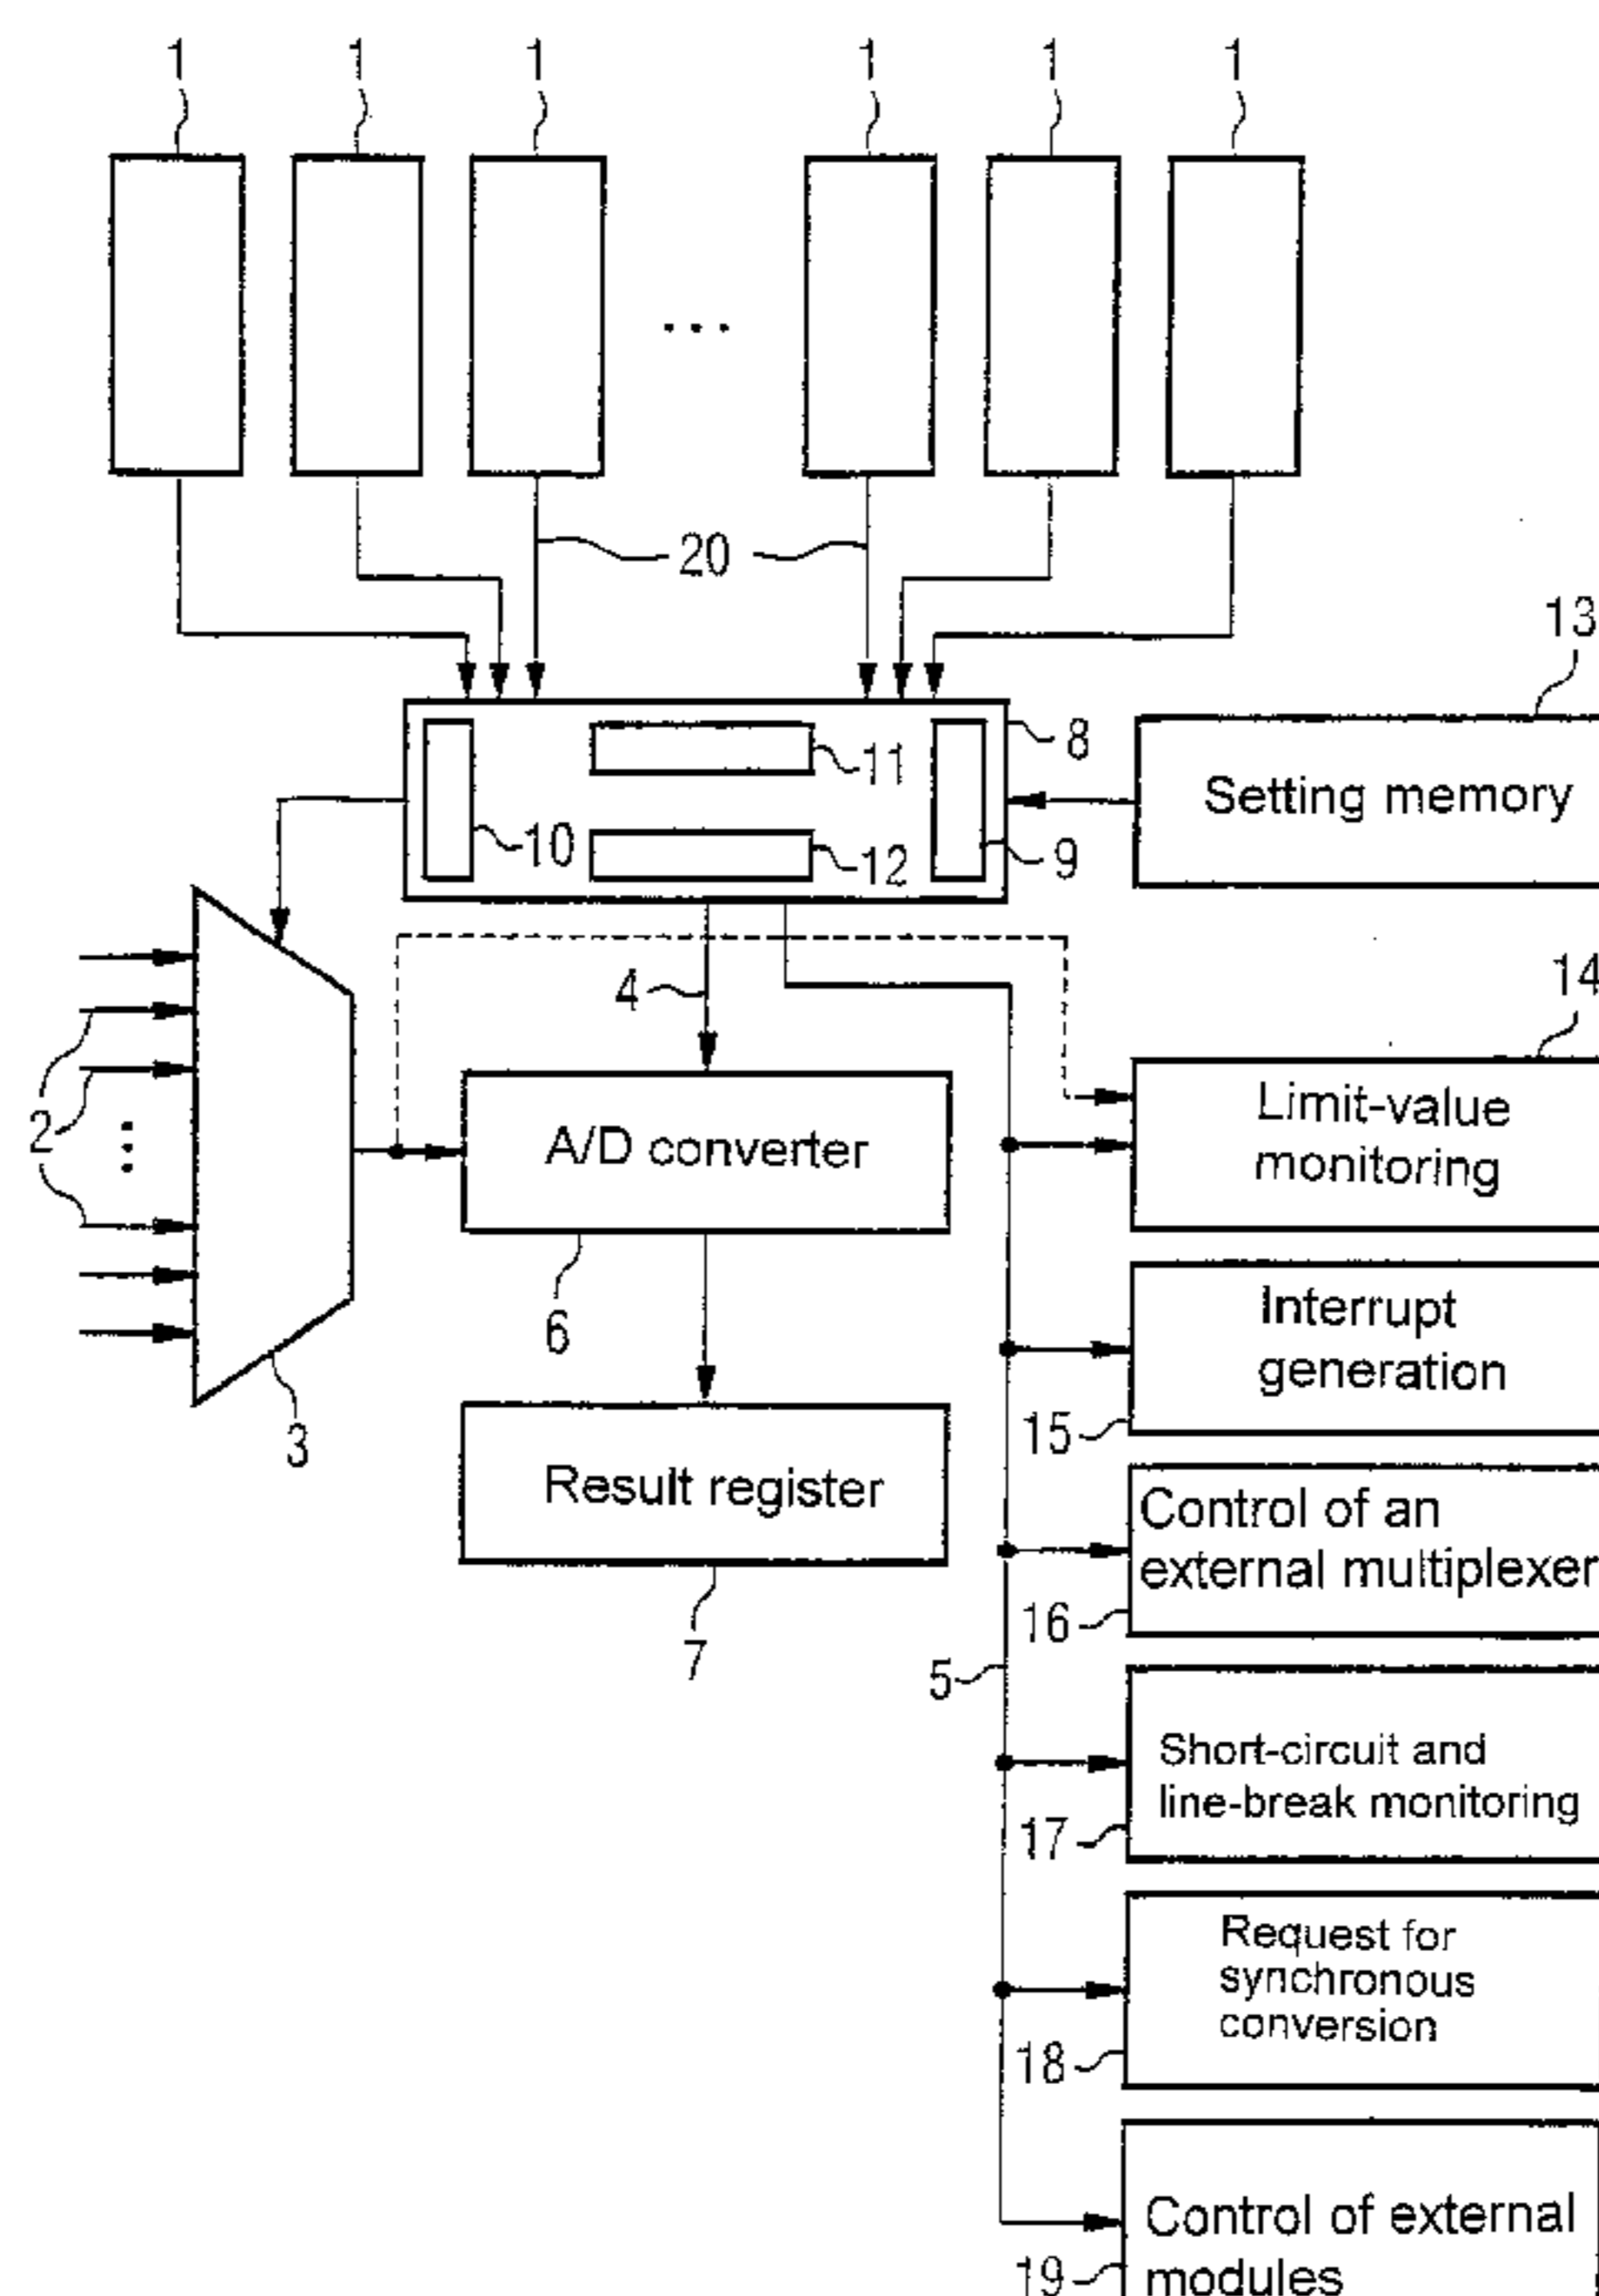 1 1 1 1 1 1
20
13
8
11
Setting memory
10
12
9
4
14
Limit-value
monitoring
2
A/D converter
Interrupt
generation
6
15
3
Result register
Control of an
external multiplexer
16
7
5
Short-circuit and
line-break monitoring
17
Request for
synchronous
conversion
18
Control of external
modules
19